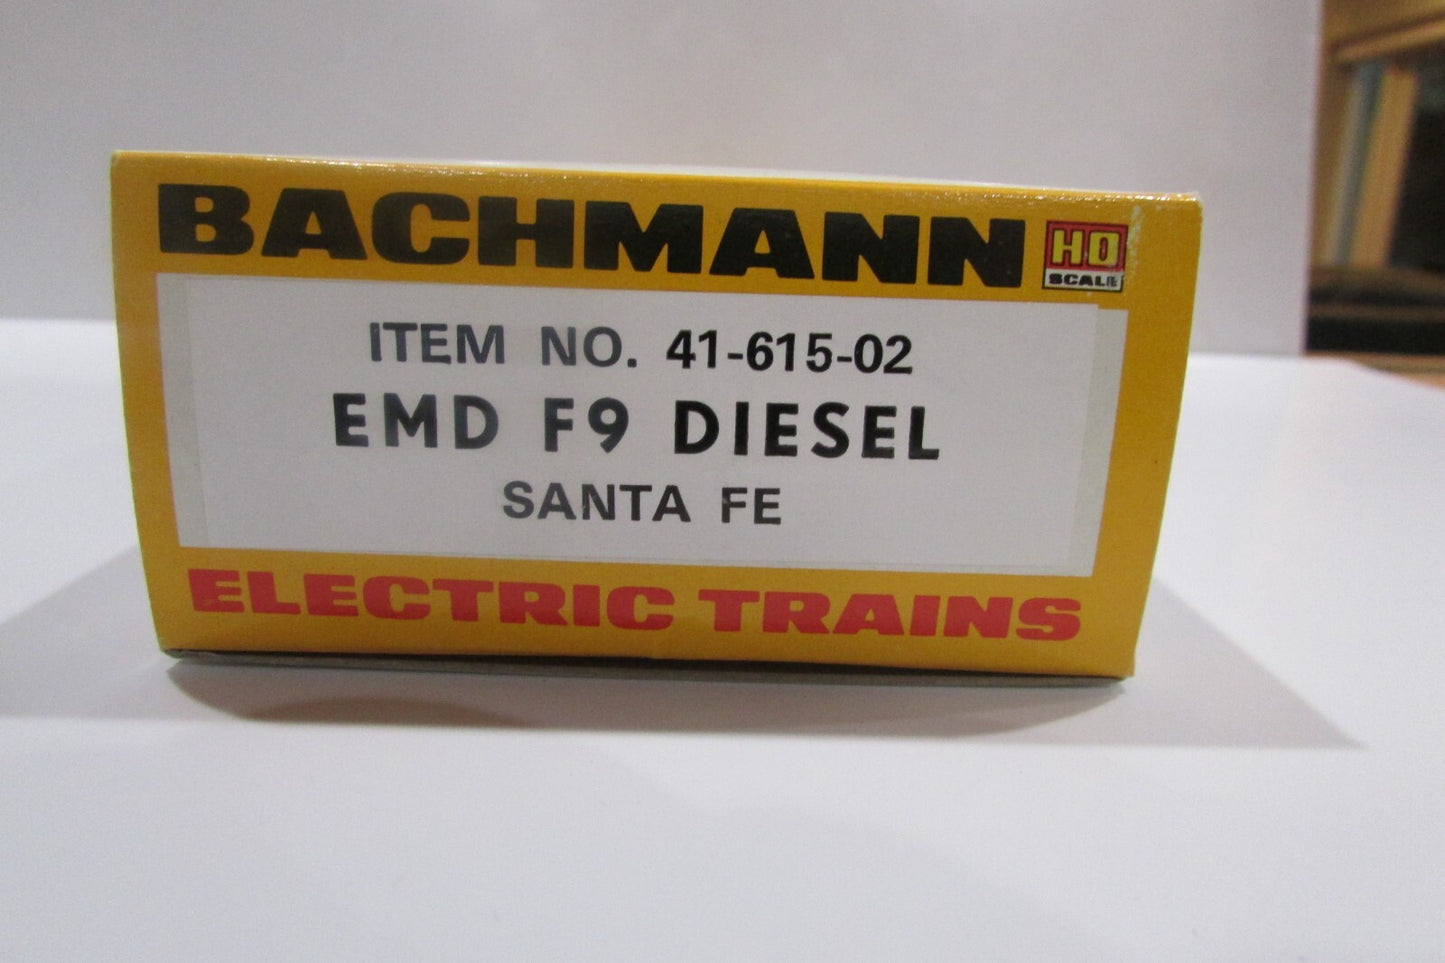 BACHMANN
HO
SCALE
ITEM NO. 41-615-02
EMD F9 DIESEL
SANTA FE
ELECTRIC TRAINS